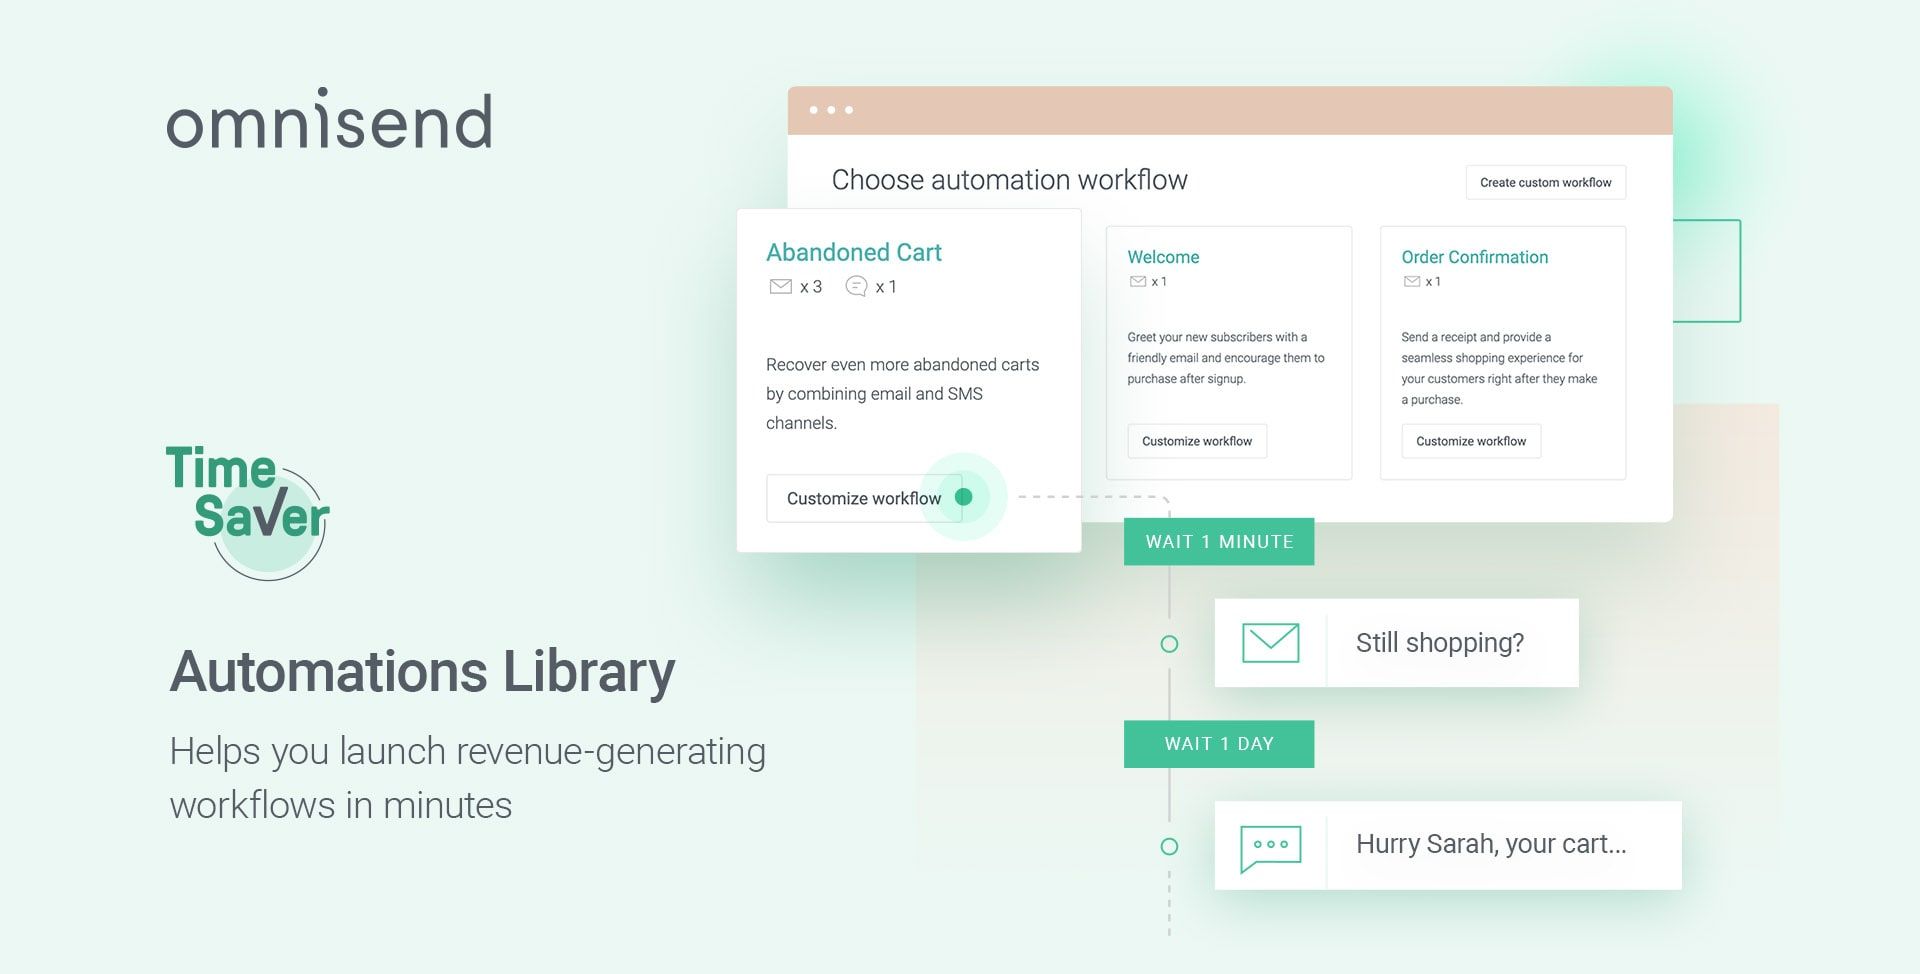 omnisend
Time
Saver
Automations Library
Helps you launch revenue-generating
workflows in minutes
Choose automation workflow
Create custom workflow
Abandoned Cart
x 3 x 1
Recover even more abandoned carts
by combining email and SMS
channels.
Customize workflow
Welcome
x 1
Greet your new subscribers with a
friendly email and encourage them to
purchase after signup.
Customize workflow
Order Confirmation
x 1
Send a receipt and provide a
seamless shopping experience for
your customers right after they make
a purchase.
Customize workflow
WAIT 1 MINUTE
Still shopping?
WAIT 1 DAY
Hurry Sarah, your cart...